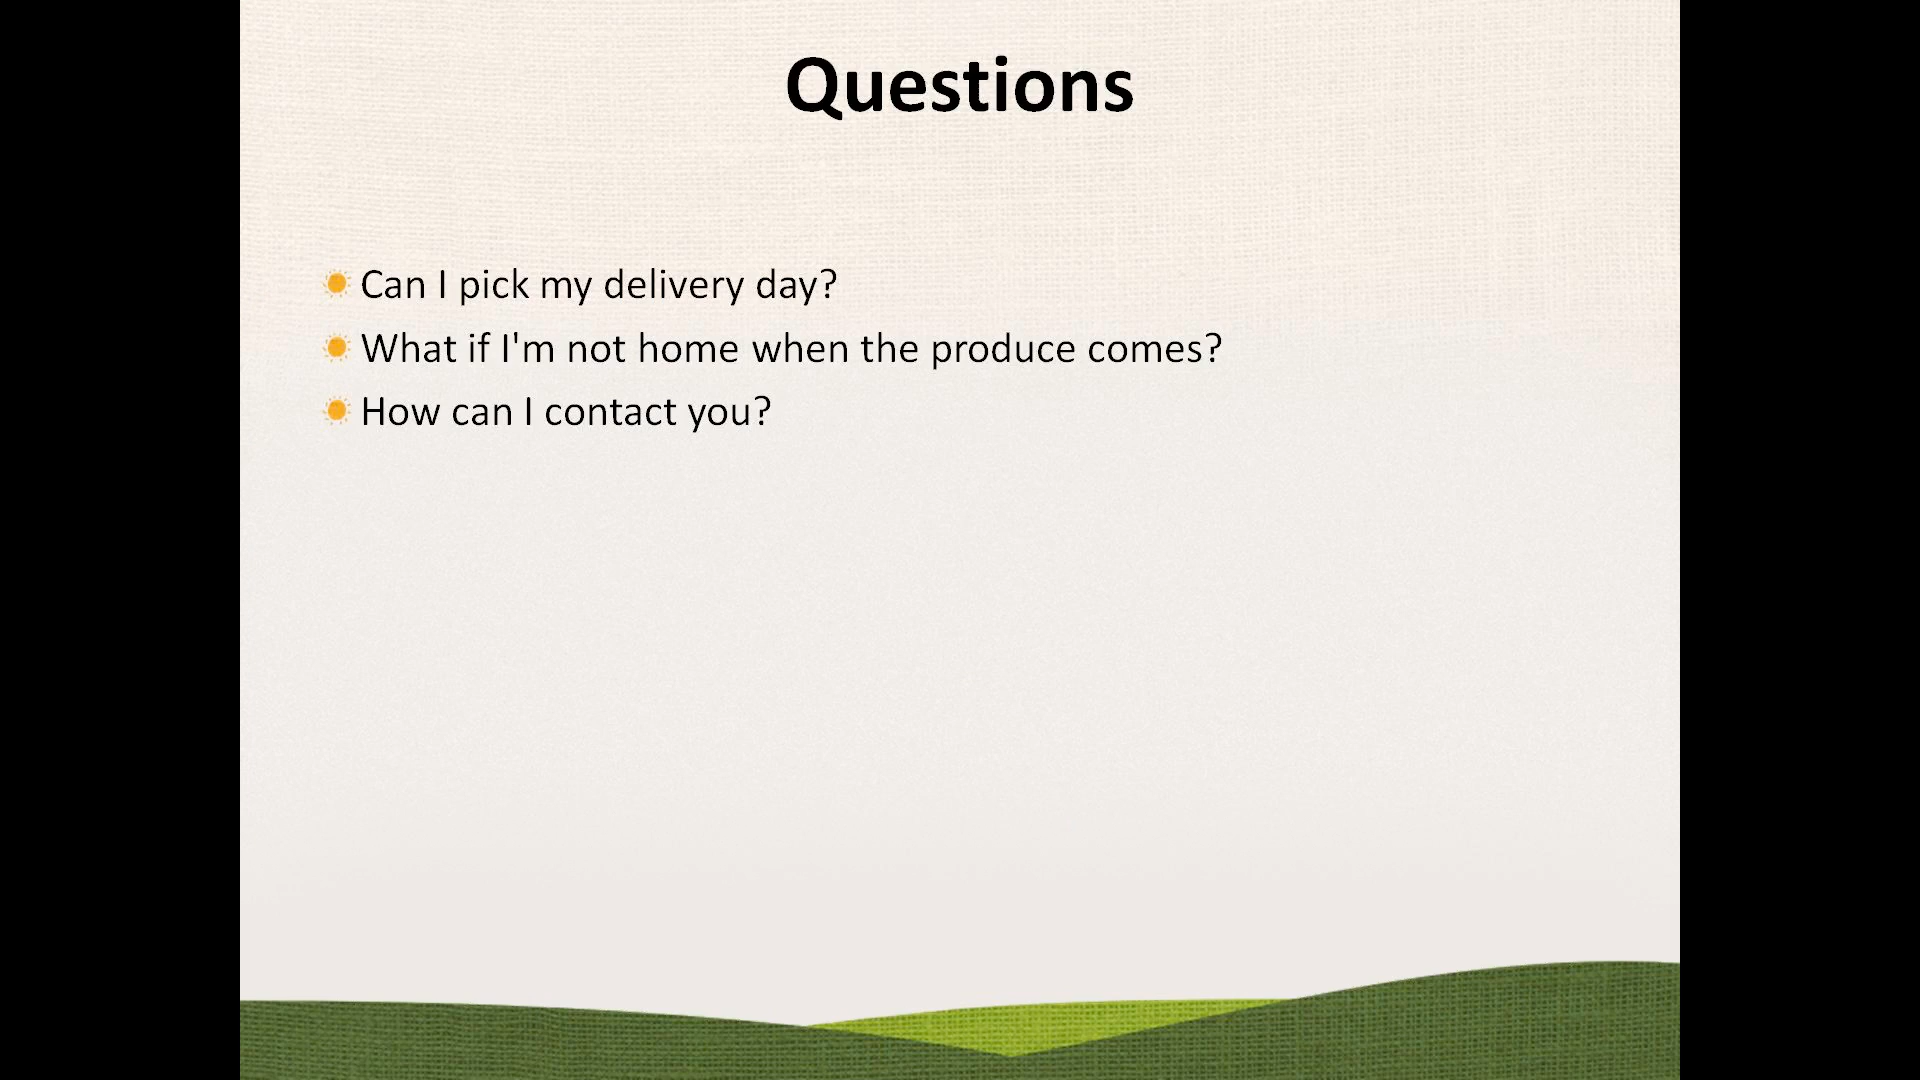 Questions
Can I pick my delivery day?
What if I'm not home when the produce comes?
How can I contact you?